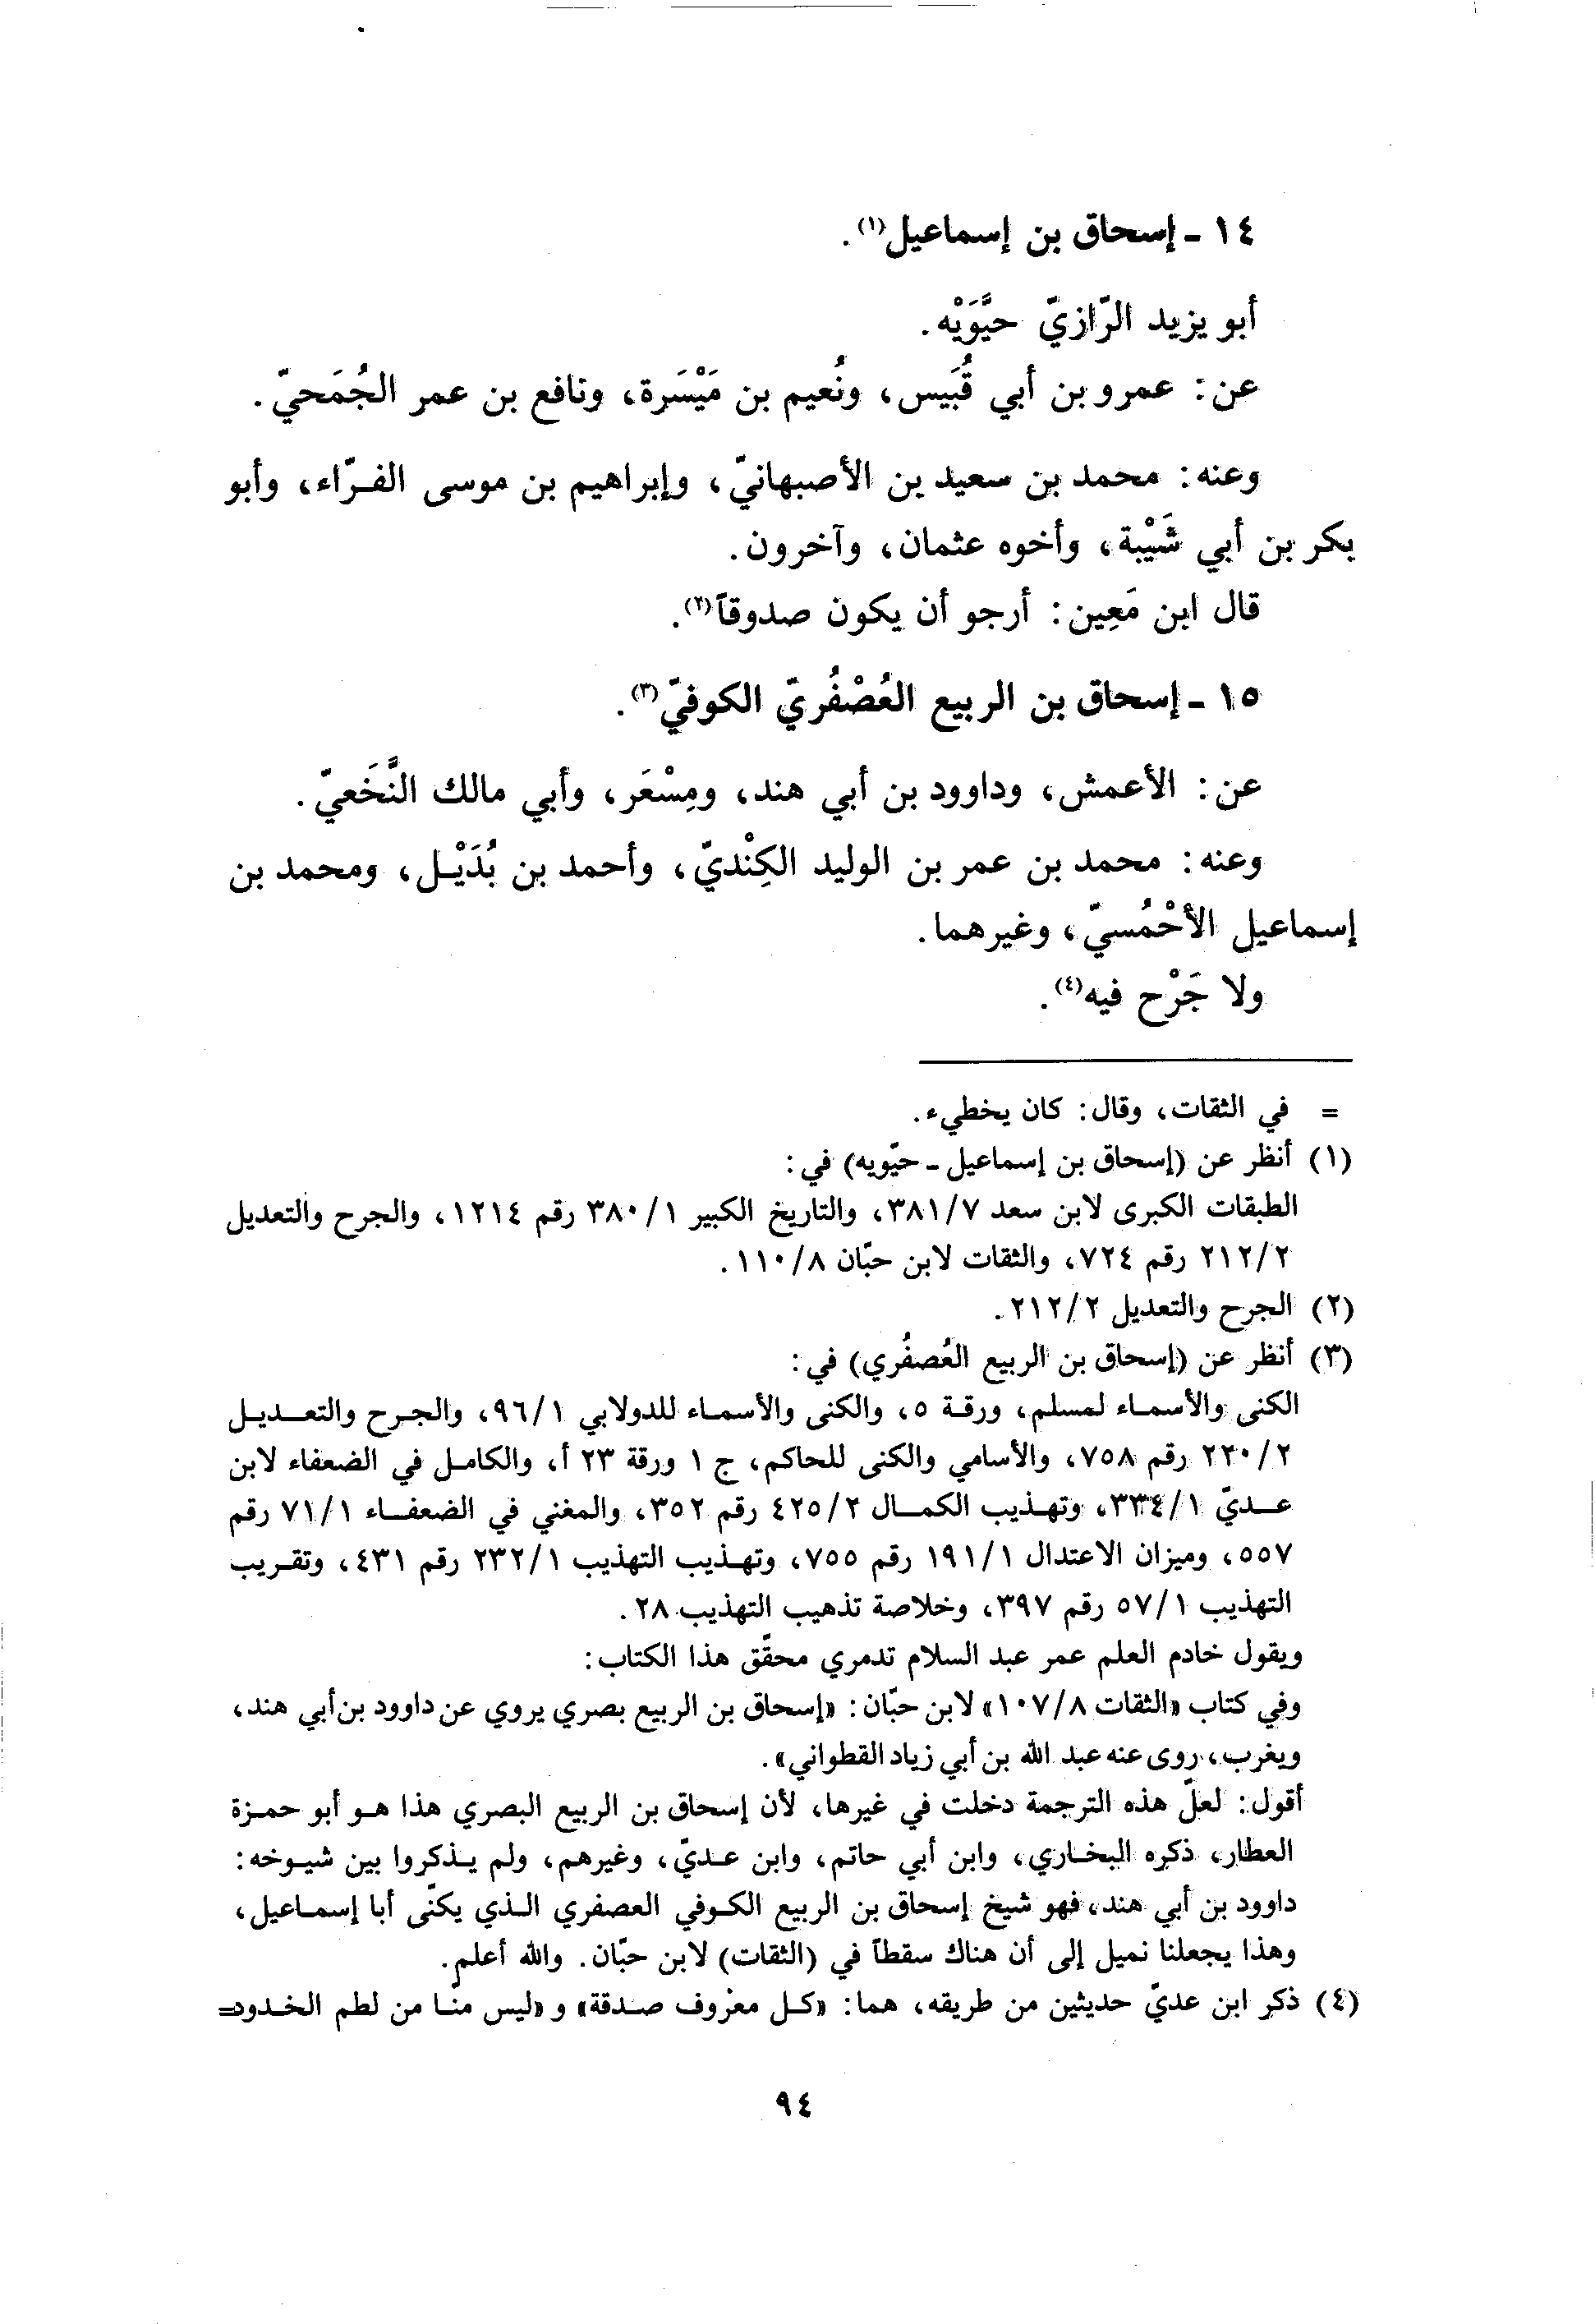 ١٤ - إسحاق بن إسماعيل(١).
أبو يزيد الرّازيّ حيَّوَيْه.
عن: عمرو بن أبي قُبَيس، ونُعيم بن مَيْسَرة، ونافع بن عمر الجُمَحيّ.
وعنه: محمد بن سعيد بن الأصبهانيّ، وإبراهيم بن موسى الفـرّاء، وأبو
بكر بن أبي شَيْبة، وأخوه عثمان، وآخرون.
قال ابن مَعِين: أرجو أن يكون صدوقاً(٢).
١٥ - إسحاق بن الربيع العُصْفُريّ الكوفيّ(٣).
عن: الأعمش، وداوود بن أبي هند، ومِسْعَر، وأبي مالك النَّخَعيّ.
وعنه: محمد بن عمر بن الوليد الكِنْديّ، وأحمد بن بُدَيْـل، ومحمد بن
إسماعيل الأحْمُسيّ، وغيرهما.
ولا جَرْح فيه(٤).
= في الثقات، وقال: كان يخطيء.
(١) أنظر عن (إسحاق بن إسماعيل - حيّويه) في:
الطبقات الكبرى لابن سعد ٣٨١/٧، والتاريخ الكبير ٣٨٠/١ رقم ١٢١٤، والجرح والتعديل
٢١٢/٢ رقم ٧٢٤، والثقات لابن حبّان ١١٠/٨.
(٢) الجرح والتعديل ٢١٢/٢.
(٣) أنظر عن (إسحاق بن الربيع العُصفُري) في:
الكنى والأسمـاء لمسلم، ورقـة ٥، والكنى والأسمـاء للدولابي ٩٦/١، والجـرح والتعـديـل
٢٢٠/٢ رقم ٧٥٨، والأسامي والكنى للحاكم، ج ١ ورقة ٢٣ أ، والكامـل في الضعفاء لابن
عـديّ ٣٣٤/١، وتهـذيب الكمـال ٤٢٥/٢ رقم ٣٥٢، والمغني في الضعفـاء ٧١/١ رقم
٥٥٧، وميزان الاعتدال ١٩١/١ رقم ٧٥٥، وتهـذيب التهذيب ٢٣٢/١ رقم ٤٣١، وتقـريب
التهذيب ٥٧/١ رقم ٣٩٧، وخلاصة تذهيب التهذيب ٢٨.
ويقول خادم العلم عمر عبد السلام تدمري محقّق هذا الكتاب:
وفي كتاب «الثقات ١٠٧/٨» لابن حبّان: «إسحاق بن الربيع بصري يروي عن داوود بن أبي هند،
ويغرب، روى عنه عبد الله بن أبي زياد القطواني».
أقول: لعلّ هذه الترجمة دخلت في غيرها، لأن إسحاق بن الربيع البصري هذا هـو أبو حمـزة
العطار، ذكره البخـاري، وابن أبي حاتم، وابن عـديّ، وغيرهم، ولم يـذكروا بين شيـوخه:
داوود بن أبي هند، فهو شيخ إسحاق بن الربيع الكـوفي العصفري الـذي يكنّى أبا إسمـاعيل،
وهذا يجعلنا نميل إلى أن هناك سقطاً في (الثقات) لابن حبّان. والله أعلم.
(٤) ذكر ابن عديّ حديثين من طريقه، هما: «كـل معروف صـدقة» و «ليس منّـا من لطم الخـدود=
٩٤